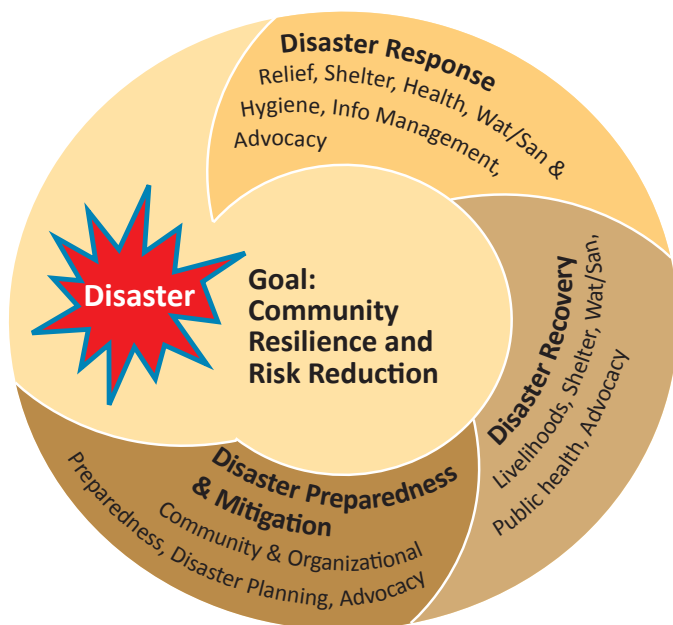 Disaster Response
Relief, Shelter, Health, Wat/San &
Hygiene, Info Management,
Advocacy
Disaster
Goal:
Community
Resilience and
Risk Reduction
Disaster Recovery
Livelihoods, Shelter, Wat/San,
Public health, Advocacy
Disaster Preparedness
& Mitigation
Community & Organizational
Preparedness, Disaster Planning, Advocacy